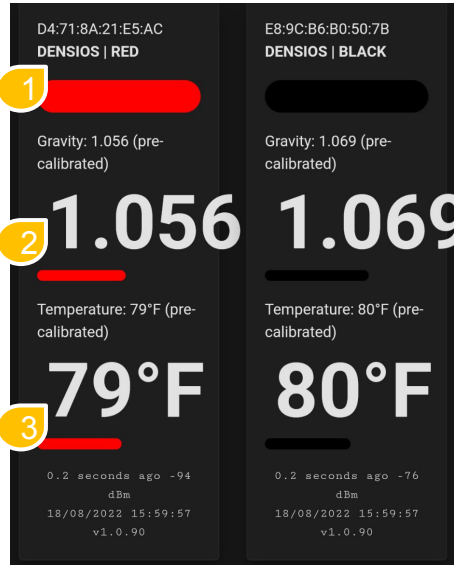 D4:71:8A:21:E5:AC
DENSIOS | RED
1
Gravity: 1.056 (pre-
calibrated)
1.056
2
Temperature: 79°F (pre-
calibrated)
79°F
3
0.2 seconds ago -94
dBm
18/08/2022 15:59:57
v1.0.90
E8:9C:B6:B0:50:7B
DENSIOS | BLACK
Gravity: 1.069 (pre-
calibrated)
1.069
Temperature: 80°F (pre-
calibrated)
80°F
0.2 seconds ago -76
dBm
18/08/2022 15:59:57
v1.0.90